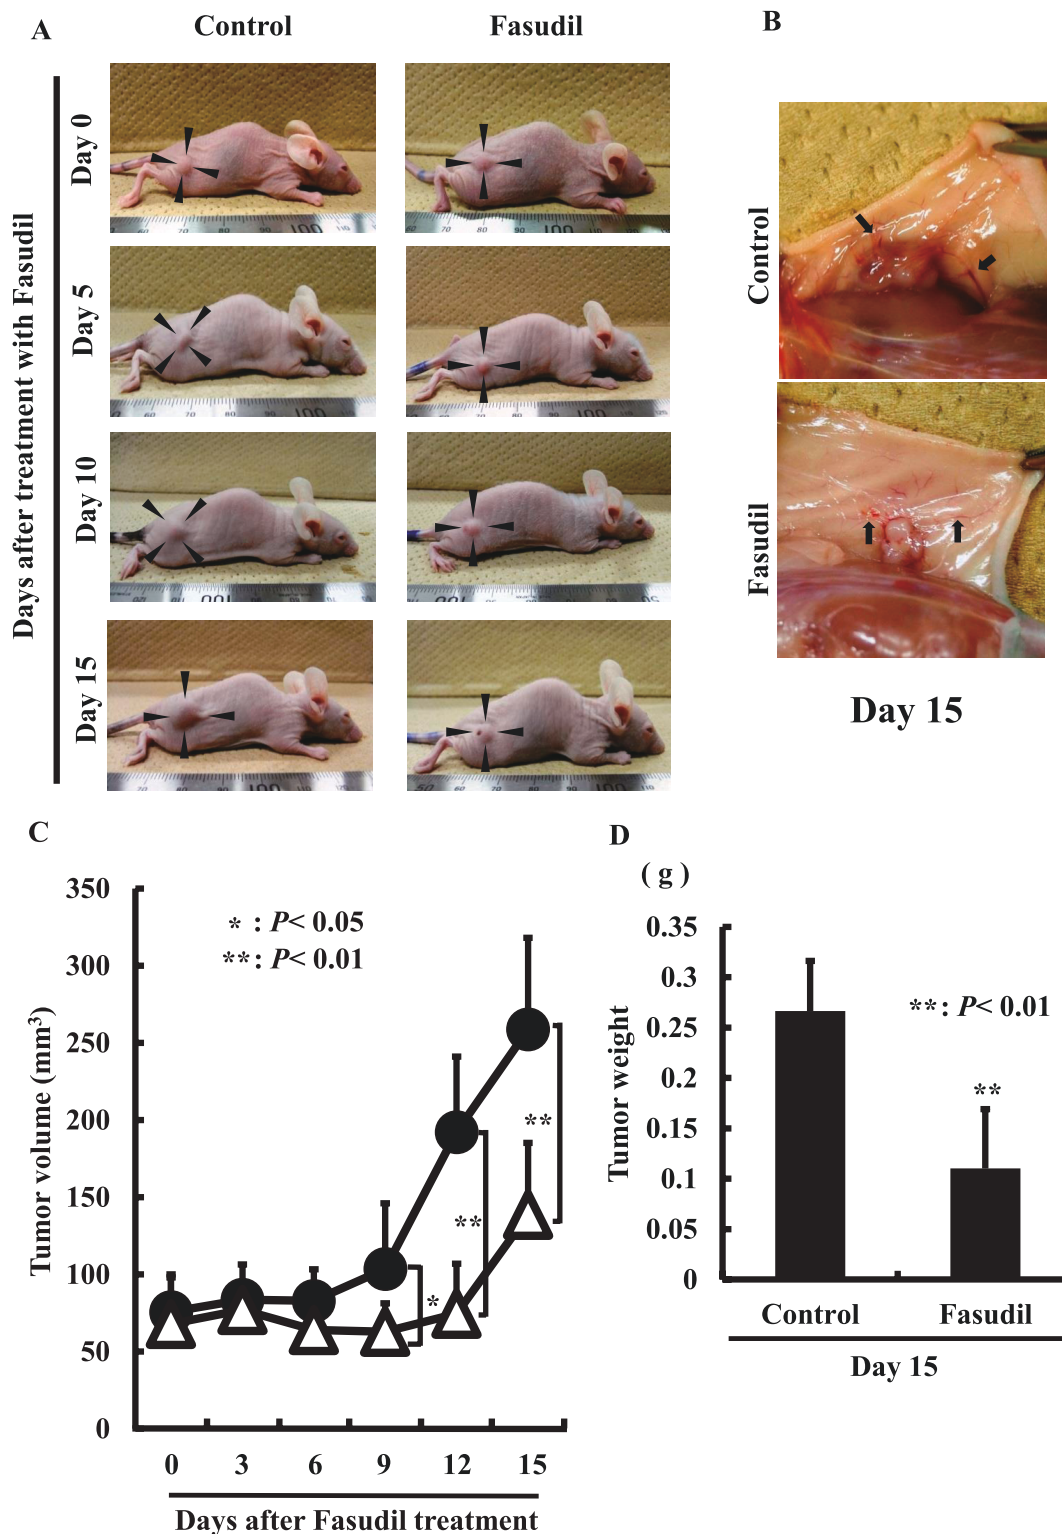 A
Control
Fasudil
B
Days after treatment with Fasudil
Day 0
Day 5
Day 10
Day 15
Control
Fasudil
Day 15
C
350
300
250
200
150
100
50
0
Tumor volume (mm³)
* : P< 0.05
** : P< 0.01
**
**
*
0 3 6 9 12 15
Days after Fasudil treatment
D
( g )
0.35
0.3
0.25
0.2
0.15
0.1
0.05
0
Tumor weight
** : P< 0.01
**
Control Fasudil
Day 15